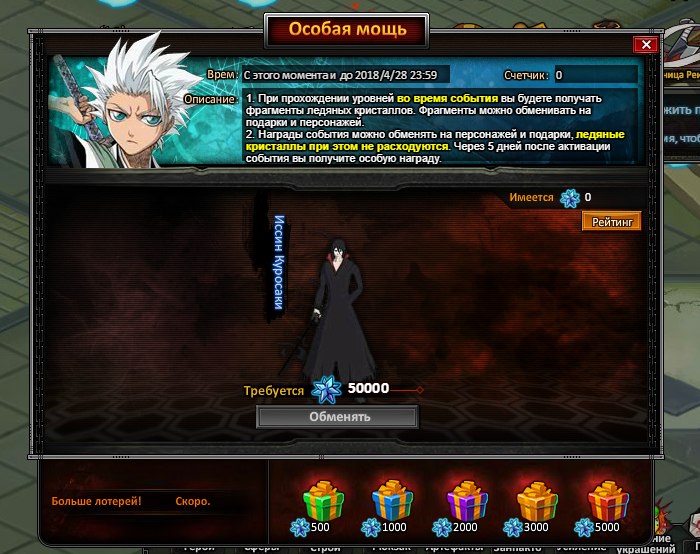 Особая мощь
Время: С этого момента и до 2018/4/28 23:59
Счетчик: 0
Описание:
1. При прохождении уровней во время события вы будете получать
фрагменты ледяных кристаллов. Фрагменты можно обменивать на
подарки и персонажей.
2. Награды события можно обменять на персонажей и подарки, ледяные
кристаллы при этом не расходуются. Через 5 дней после активации
события вы получите особую награду.
Имеется 0
Рейтинг
Иссин Куросаки
Требуется 50000
Обменять
Больше лотерей! Скоро.
500 1000 2000 3000 5000